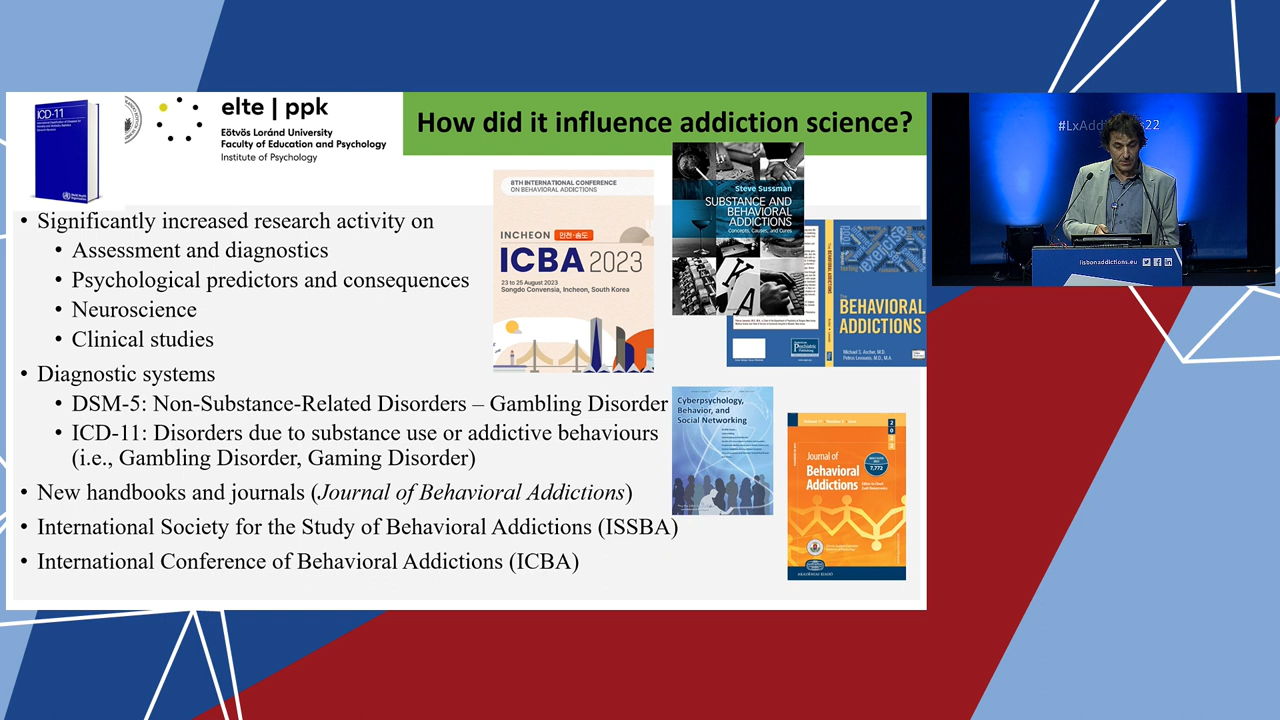 ICD-11
elte | ppk
Eötvös Loránd University
Faculty of Education and Psychology
Institute of Psychology
How did it influence addiction science?
• Significantly increased research activity on
• Assessment and diagnostics
• Psychological predictors and consequences
• Neuroscience
• Clinical studies
• Diagnostic systems
• DSM-5: Non-Substance-Related Disorders – Gambling Disorder
• ICD-11: Disorders due to substance use or addictive behaviours
(i.e., Gambling Disorder, Gaming Disorder)
• New handbooks and journals (Journal of Behavioral Addictions)
• International Society for the Study of Behavioral Addictions (ISSBA)
• International Conference of Behavioral Addictions (ICBA)
8TH INTERNATIONAL CONFERENCE
ON BEHAVIORAL ADDICTIONS
INCHEON 인천·송도
ICBA 2023
23 to 25 August 2023
Songdo Convensia, Incheon, South Korea
Steve Sussman
SUBSTANCE AND
BEHAVIORAL
ADDICTIONS
Concepts, Causes, and Cures
BEHAVIORAL
ADDICTIONS
Michael S. Ascher, M.D.
Petros Levounis, M.D., M.A.
Cyberpsychology,
Behavior, and
Social Networking
Journal of
Behavioral
Addictions
7,772
AKADÉMIAI KIADÓ
#LxAddictions22
lisbonaddictions.eu